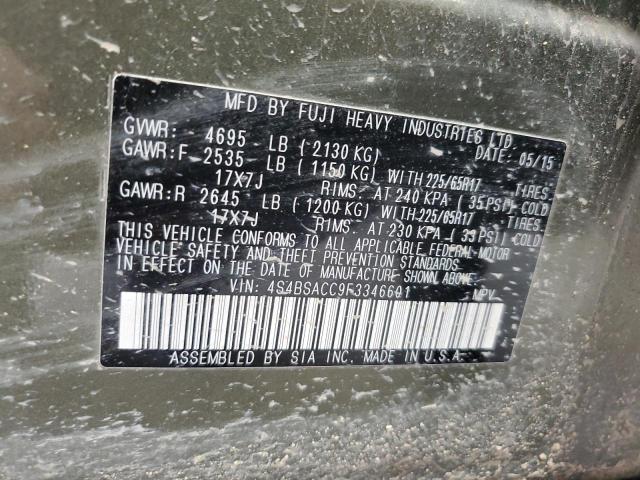 MFD BY FUJI HEAVY INDUSTRIES LTD
GVWR: 4695 LB (2130 KG) DATE: 05/15
GAWR:F 2535 LB (1150 KG) WITH 225/65R17 TIRES
17X7J RIMS AT 240 KPA (35 PSI) COLD
GAWR:R 2645 LB (1200 KG) WITH 225/65R17 TIRES
17X7J RIMS AT 230 KPA (33 PSI) COLD
THIS VEHICLE CONFORMS TO ALL APPLICABLE FEDERAL MOTOR
VEHICLE SAFETY AND THEFT PREVENTION STANDARDS
IN EFFECT ON THE DATE OF MANUFACTURE SHOWN ABOVE.
VIN: 4S4BSACC9F3346601 MPV
ASSEMBLED BY SIA INC. MADE IN U.S.A.